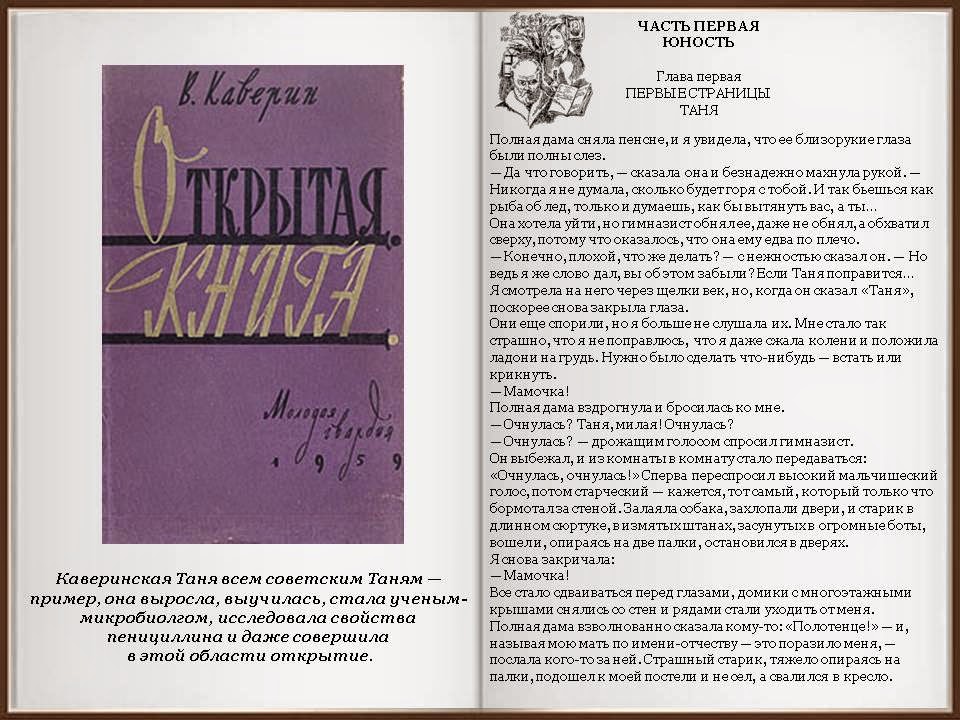 В. Каверин
ОТКРЫТАЯ
КНИГА
Молодая
гвардия
1959
Каверинская Таня всем советским Таням —
пример, она выросла, выучилась, стала ученым-
микробиолгом, исследовала свойства
пенициллина и даже совершила
в этой области открытие.
ЧАСТЬ ПЕРВАЯ
ЮНОСТЬ
Глава первая
ПЕРВЫЕ СТРАНИЦЫ
ТАНЯ
Полная дама сняла пенсне, и я увидела, что ее близорукие глаза
были полны слез.
— Да что говорить, — сказала она и безнадежно махнула рукой. —
Никогда я не думала, сколько будет горя с тобой. И так бьешься как
рыба об лед, только и думаешь, как бы вытянуть вас, а ты...
Она хотела уйти, но гимназист обнял ее, даже не обнял, а обхватил
сверху, потому что оказалось, что она ему едва по плечо.
— Конечно, плохой, что же делать? — с нежностью сказал он. — Но
ведь я же слово дал, вы об этом забыли? Если Таня поправится...
Я смотрела на него через щелки век, но, когда он сказал «Таня»,
поскорее снова закрыла глаза.
Они еще спорили, но я больше не слушала их. Мне стало так
страшно, что я не поправлюсь, что я даже сжала колени и положила
ладони на грудь. Нужно было сделать что-нибудь — встать или
крикнуть.
— Мамочка!
Полная дама вздрогнула и бросилась ко мне.
— Очнулась? Таня, милая! Очнулась?
— Очнулась? — дрожащим голосом спросил гимназист.
Он выбежал, и из комнаты в комнату стало передаваться:
«Очнулась, очнулась!» Сперва переспросил высокий мальчишеский
голос, потом старческий — кажется, тот самый, который только что
бормотал за стеной. Залаяла собака, захлопали двери, и старик в
длинном сюртуке, в измятых штанах, засунутых в огромные боты,
вошел и, опираясь на две палки, остановился в дверях.
Я снова закричала:
— Мамочка!
Все стало сдваиваться перед глазами, домики с многоэтажными
крышами снялись со стен и рядами стали уходить от меня.
Полная дама взволнованно сказала кому-то: «Полотенце!» — и,
называя мою мать по имени-отчеству — это поразило меня, —
послала кого-то за ней. Страшный старик, тяжело опираясь на
палки, подошел к моей постели и не сел, а свалился в кресло.